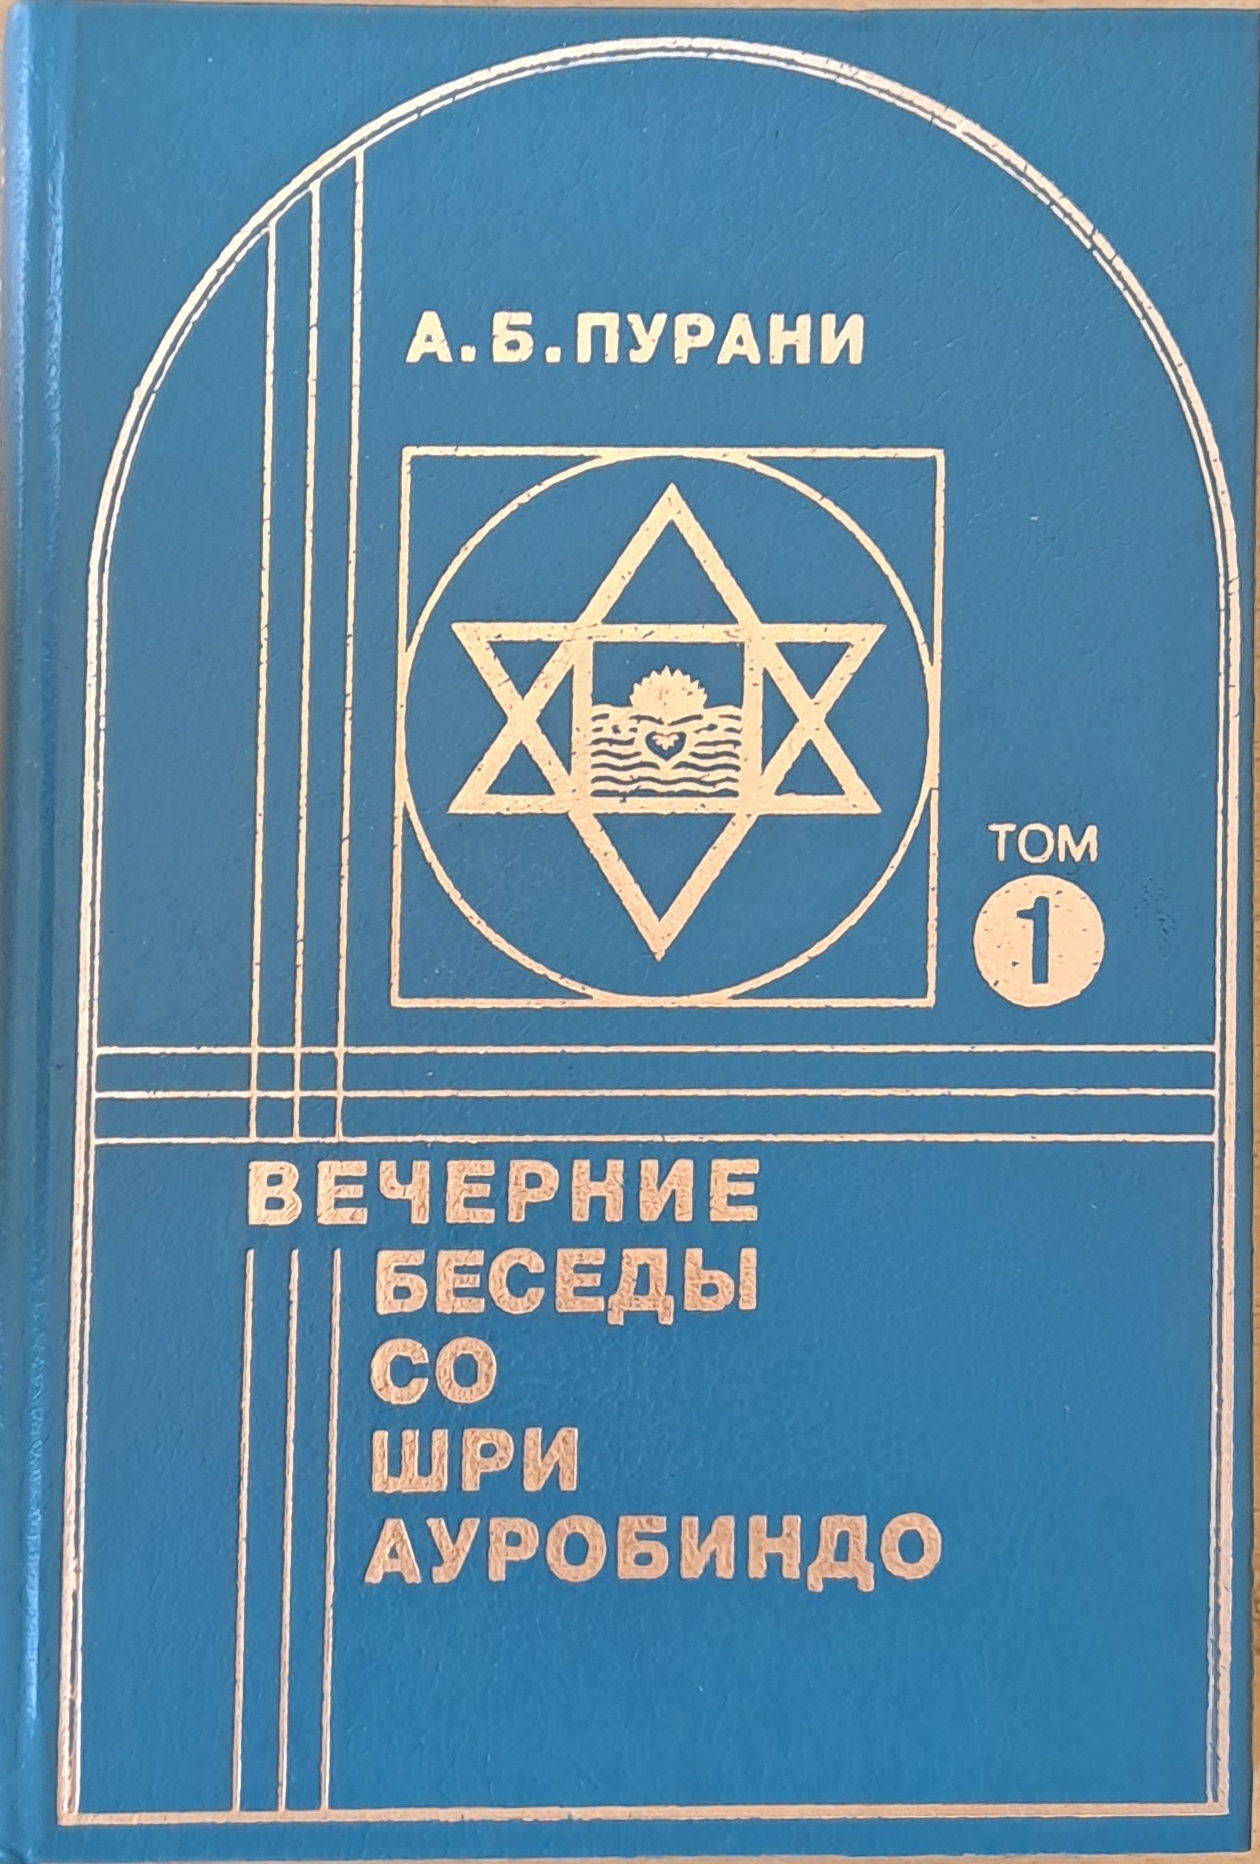 А.Б.ПУРАНИ
ТОМ
1
ВЕЧЕРНИЕ
БЕСЕДЫ
СО
ШРИ
АУРОБИНДО